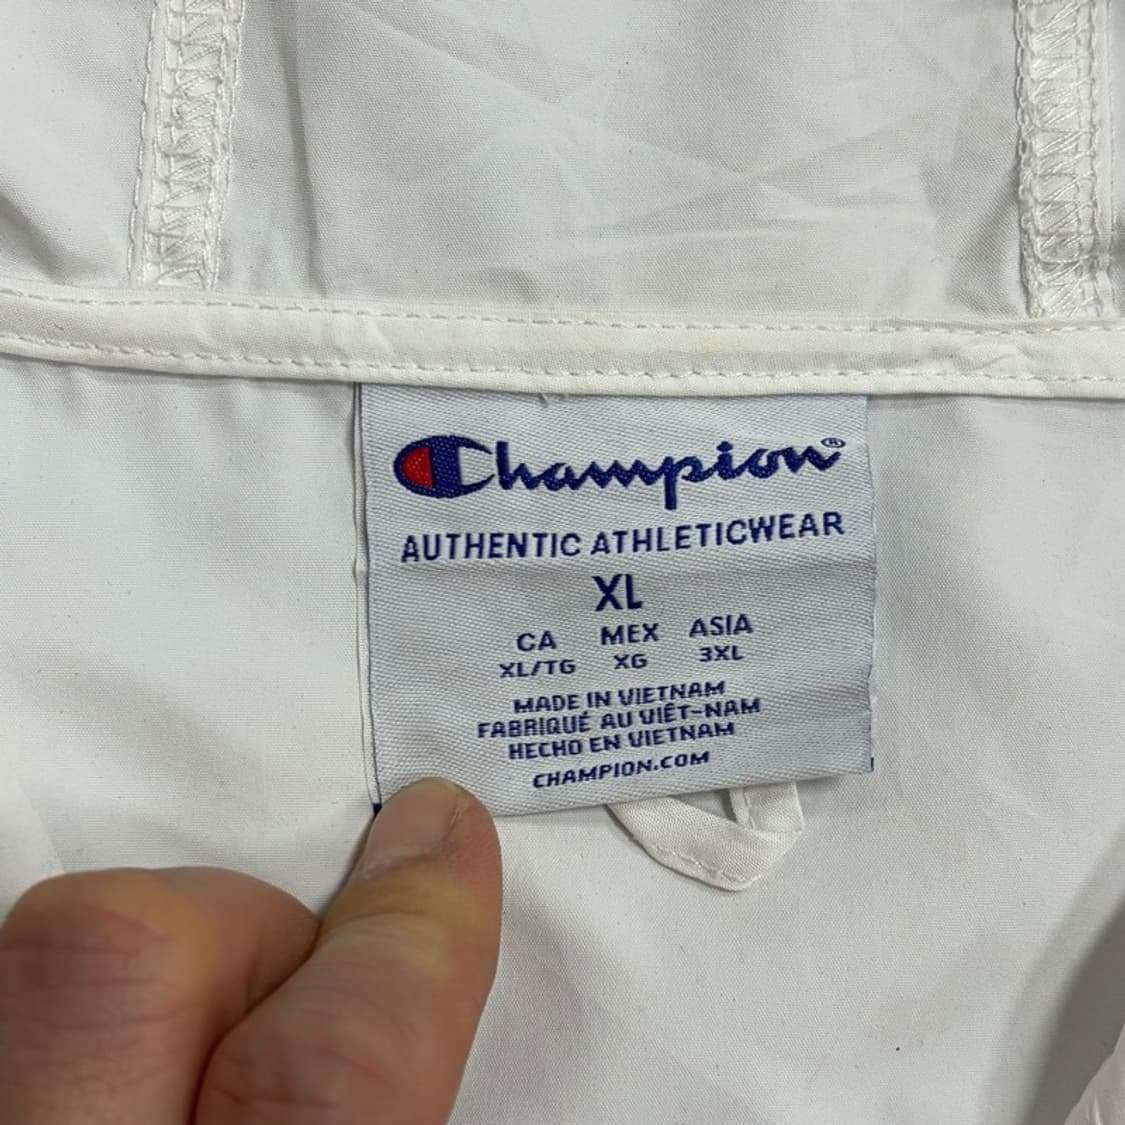 Champion®
AUTHENTIC ATHLETICWEAR
XL
CA MEX ASIA
XL/TG XG 3XL
MADE IN VIETNAM
FABRIQUÉ AU VIÊT-NAM
HECHO EN VIETNAM
CHAMPION.COM